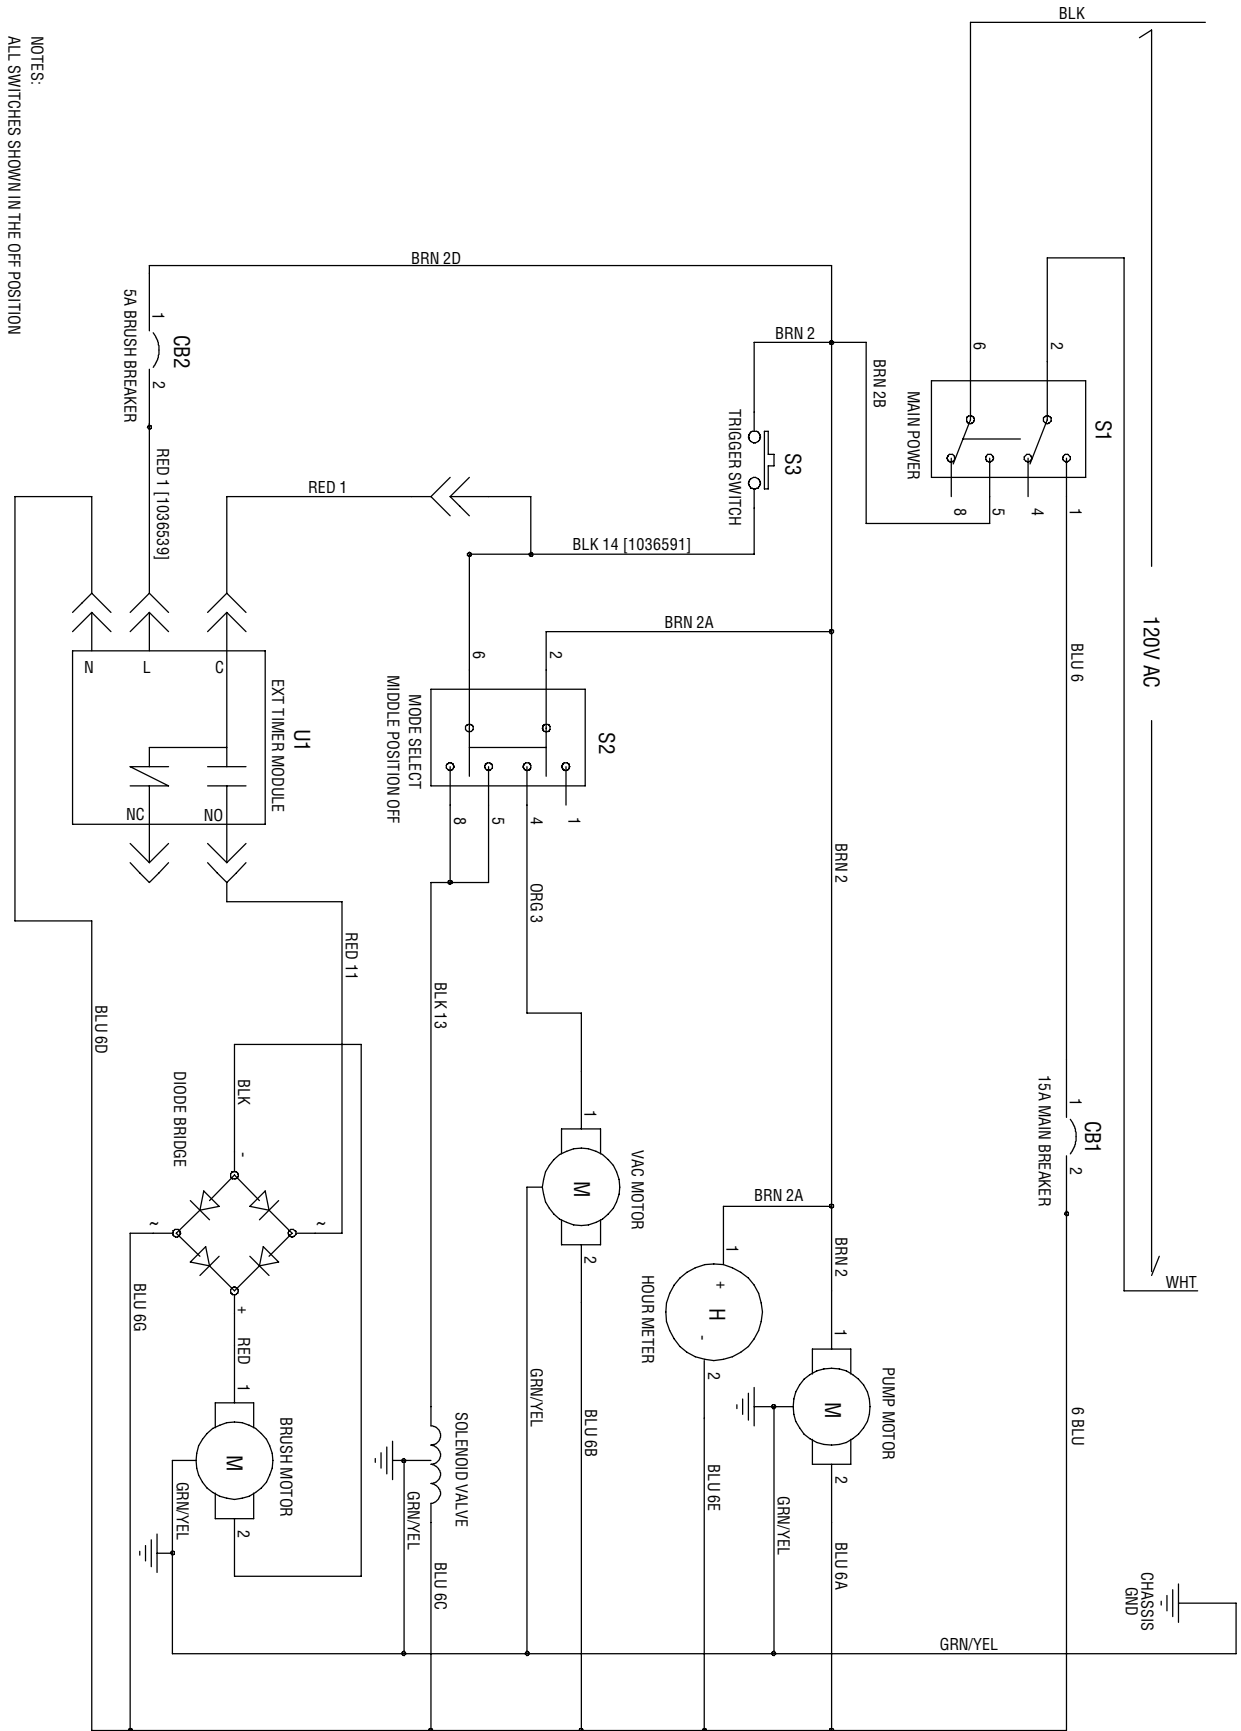 BLK
120V AC
WHT
CHASSIS
GND
GRN/YEL
S1
MAIN POWER
2
6
1
4
5
8
BLU 6
1
CB1
2
15A MAIN BREAKER
6 BLU
BRN 2D
BRN 2
BRN 2B
S3
TRIGGER SWITCH
BLK 14 [1036591]
BRN 2A
BRN 2
BRN 2
1
PUMP MOTOR
M
2
BLU 6A
GRN/YEL
BRN 2A
1
+
H
-
2
HOUR METER
BLU 6E
S2
MODE SELECT
MIDDLE POSITION OFF
2
6
1
4
5
8
ORG 3
1
VAC MOTOR
M
2
BLU 6B
GRN/YEL
BLK 13
SOLENOID VALVE
GRN/YEL
BLU 6C
RED 1
1
CB2
2
5A BRUSH BREAKER
RED 1 [1036539]
U1
EXT TIMER MODULE
C
L
N
NO
NC
RED 11
BLU 6D
DIODE BRIDGE
BLK
-
~
~
+
RED
BLU 6G
1
BRUSH MOTOR
M
2
GRN/YEL
NOTES:
ALL SWITCHES SHOWN IN THE OFF POSITION